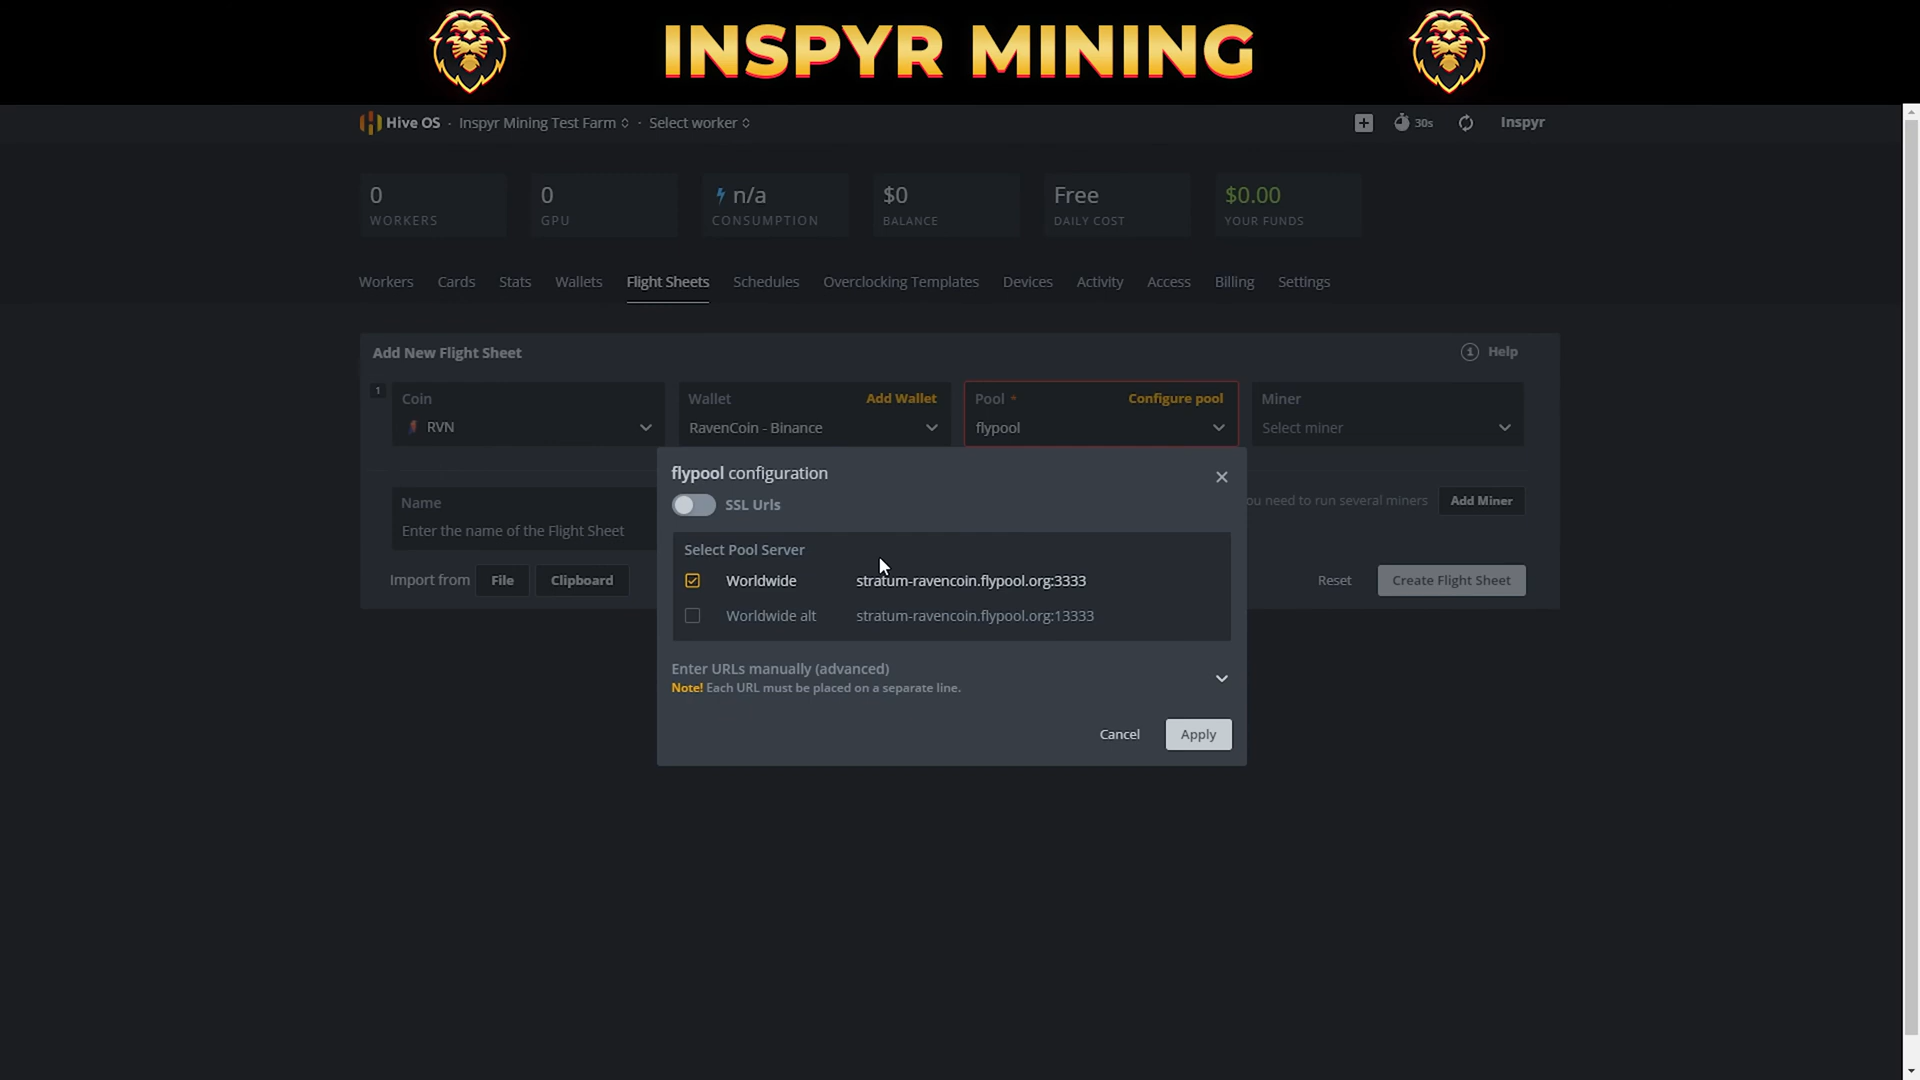 INSPYR MINING
Hive OS · Inspyr Mining Test Farm · Select worker
30s
Inspyr
0
WORKERS
0
GPU
n/a
CONSUMPTION
$0
BALANCE
Free
DAILY COST
$0.00
YOUR FUNDS
Workers Cards Stats Wallets Flight Sheets Schedules Overclocking Templates Devices Activity Access Billing Settings
Add New Flight Sheet
Help
1
Coin
RVN
Wallet Add Wallet
RavenCoin - Binance
Pool * Configure pool
flypool
Miner
Select miner
flypool configuration
SSL Urls
Select Pool Server
Worldwide stratum-ravencoin.flypool.org:3333
Worldwide alt stratum-ravencoin.flypool.org:13333
Enter URLs manually (advanced)
Note! Each URL must be placed on a separate line.
Cancel Apply
Name
Enter the name of the Flight Sheet
need to run several miners Add Miner
Import from File Clipboard
Reset Create Flight Sheet